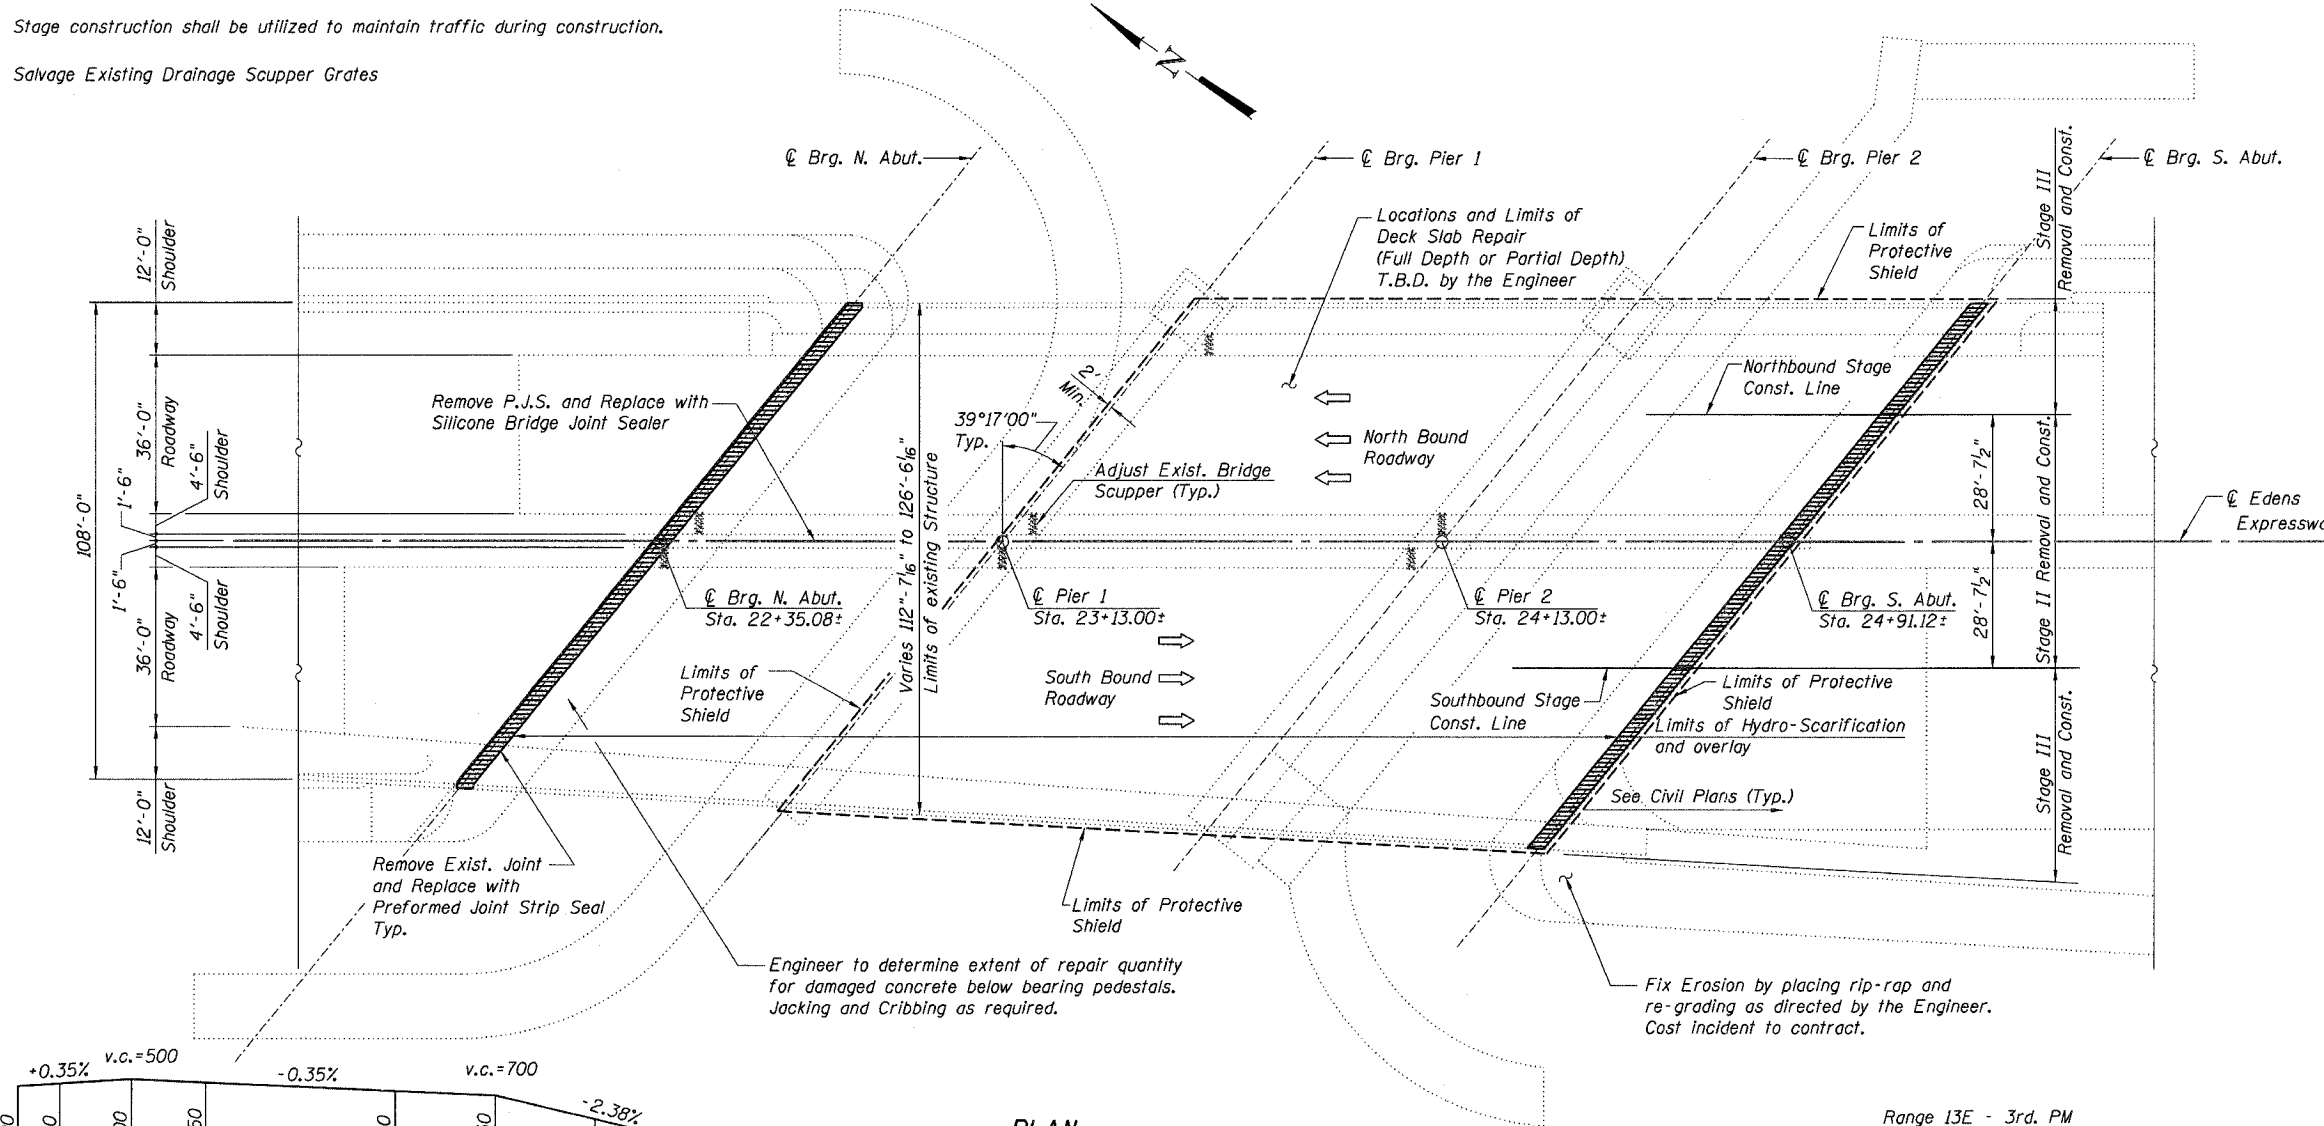 Stage construction shall be utilized to maintain traffic during construction.
Salvage Existing Drainage Scupper Grates
N
℄ Brg. N. Abut.
℄ Brg. Pier 1
℄ Brg. Pier 2
℄ Brg. S. Abut.
Stage III
Removal and Const.
Locations and Limits of
Deck Slab Repair
(Full Depth or Partial Depth)
T.B.D. by the Engineer
Limits of
Protective
Shield
12'-0"
Shoulder
36'-0"
Roadway
4'-6"
Shoulder
1'-6"
108'-0"
1'-6"
4'-6"
Shoulder
36'-0"
Roadway
12'-0"
Shoulder
Remove P.J.S. and Replace with
Silicone Bridge Joint Sealer
2'
Min.
39°17'00"
Typ.
Adjust Exist. Bridge
Scupper (Typ.)
North Bound
Roadway
Northbound Stage
Const. Line
28'-7½"
28'-7½"
Stage II Removal and Const.
℄ Edens
Varies 112"-7⁄16" to 126'-6⁄16"
Limits of existing Structure
℄ Brg. N. Abut.
Sta. 22+35.08±
℄ Pier 1
Sta. 23+13.00±
℄ Pier 2
Sta. 24+13.00±
℄ Brg. S. Abut.
Sta. 24+91.12±
Limits of
Protective
Shield
South Bound
Roadway
Southbound Stage
Const. Line
Limits of Protective
Shield
Limits of Hydro-Scarification
and overlay
See Civil Plans (Typ.)
Stage III
Removal and Const.
Remove Exist. Joint
and Replace with
Preformed Joint Strip Seal
Typ.
Limits of Protective
Shield
Engineer to determine extent of repair quantity
for damaged concrete below bearing pedestals.
Jacking and Cribbing as required.
Fix Erosion by placing rip-rap and
re-grading as directed by the Engineer.
Cost incident to contract.
+0.35%
v.c.=500
-0.35%
v.c.=700
-2.38%
PLAN
Range 13E - 3rd. PM